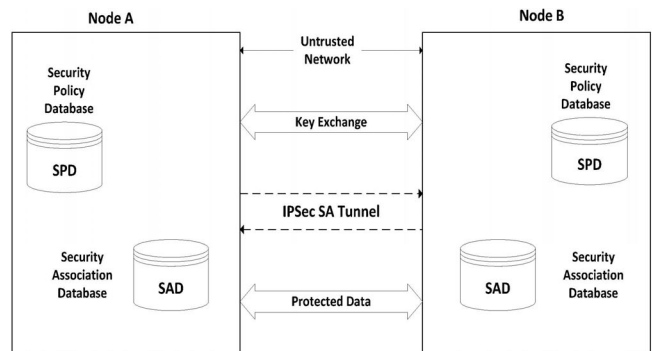 Node A
Node B
Untrusted
Network
Security
Policy
Database
SPD
Security
Policy
Database
SPD
Key Exchange
IPSec SA Tunnel
Security
Association
Database
SAD
Protected Data
SAD
Security
Association
Database